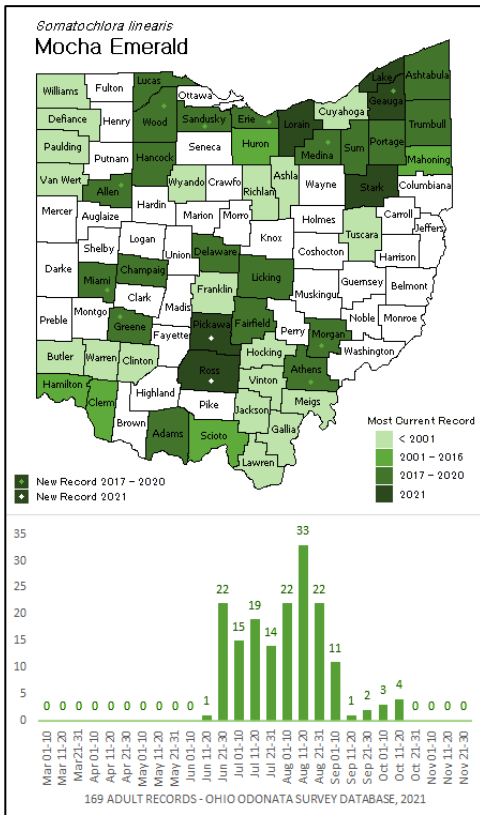 Somatochlora linearis
Mocha Emerald
Williams
Fulton
Lucas
Ottawa
Lake
Ashtabula
Geauga
Defiance
Henry
Wood
Sandusky
Erie
Lorain
Cuyahoga
Trumbull
Paulding
Putnam
Hancock
Seneca
Huron
Medina
Sum
Portage
Mahoning
Van Wert
Allen
Wyando
Crawfo
Richlan
Ashla
Wayne
Stark
Columbiana
Mercer
Auglaize
Hardin
Marion
Morro
Holmes
Tuscara
Carroll
Jeffers
Harrison
Shelby
Logan
Union
Delaware
Knox
Coshocton
Darke
Miami
Champaig
Clark
Madis
Franklin
Licking
Muskingu
Guernsey
Belmont
Preble
Montgo
Greene
Fayette
Pickawa
Fairfield
Perry
Morgan
Noble
Monroe
Washington
Butler
Warren
Clinton
Ross
Hocking
Athens
Hamilton
Clerm
Highland
Vinton
Meigs
Brown
Adams
Pike
Scioto
Jackson
Gallia
Lawren
Most Current Record
< 2001
2001 - 2016
2017 - 2020
2021
New Record 2017 - 2020
New Record 2021
35
30
25
20
15
10
5
0
0 0 0 0 0 0 0 0 0 0 1 22 15 19 14 22 33 22 11 1 2 3 4 0 0 0 0
Mar 01-10
Mar 11-20
Mar 21-31
Apr 01-10
Apr 11-20
Apr 21-30
May 01-10
May 11-20
May 21-31
Jun 01-10
Jun 11-20
Jun 21-30
Jul 01-10
Jul 11-20
Jul 21-31
Aug 01-10
Aug 11-20
Aug 21-31
Sep 01-10
Sep 11-20
Sep 21-30
Oct 01-10
Oct 11-20
Oct 21-31
Nov 01-10
Nov 11-20
Nov 21-30
169 ADULT RECORDS - OHIO ODONATA SURVEY DATABASE, 2021